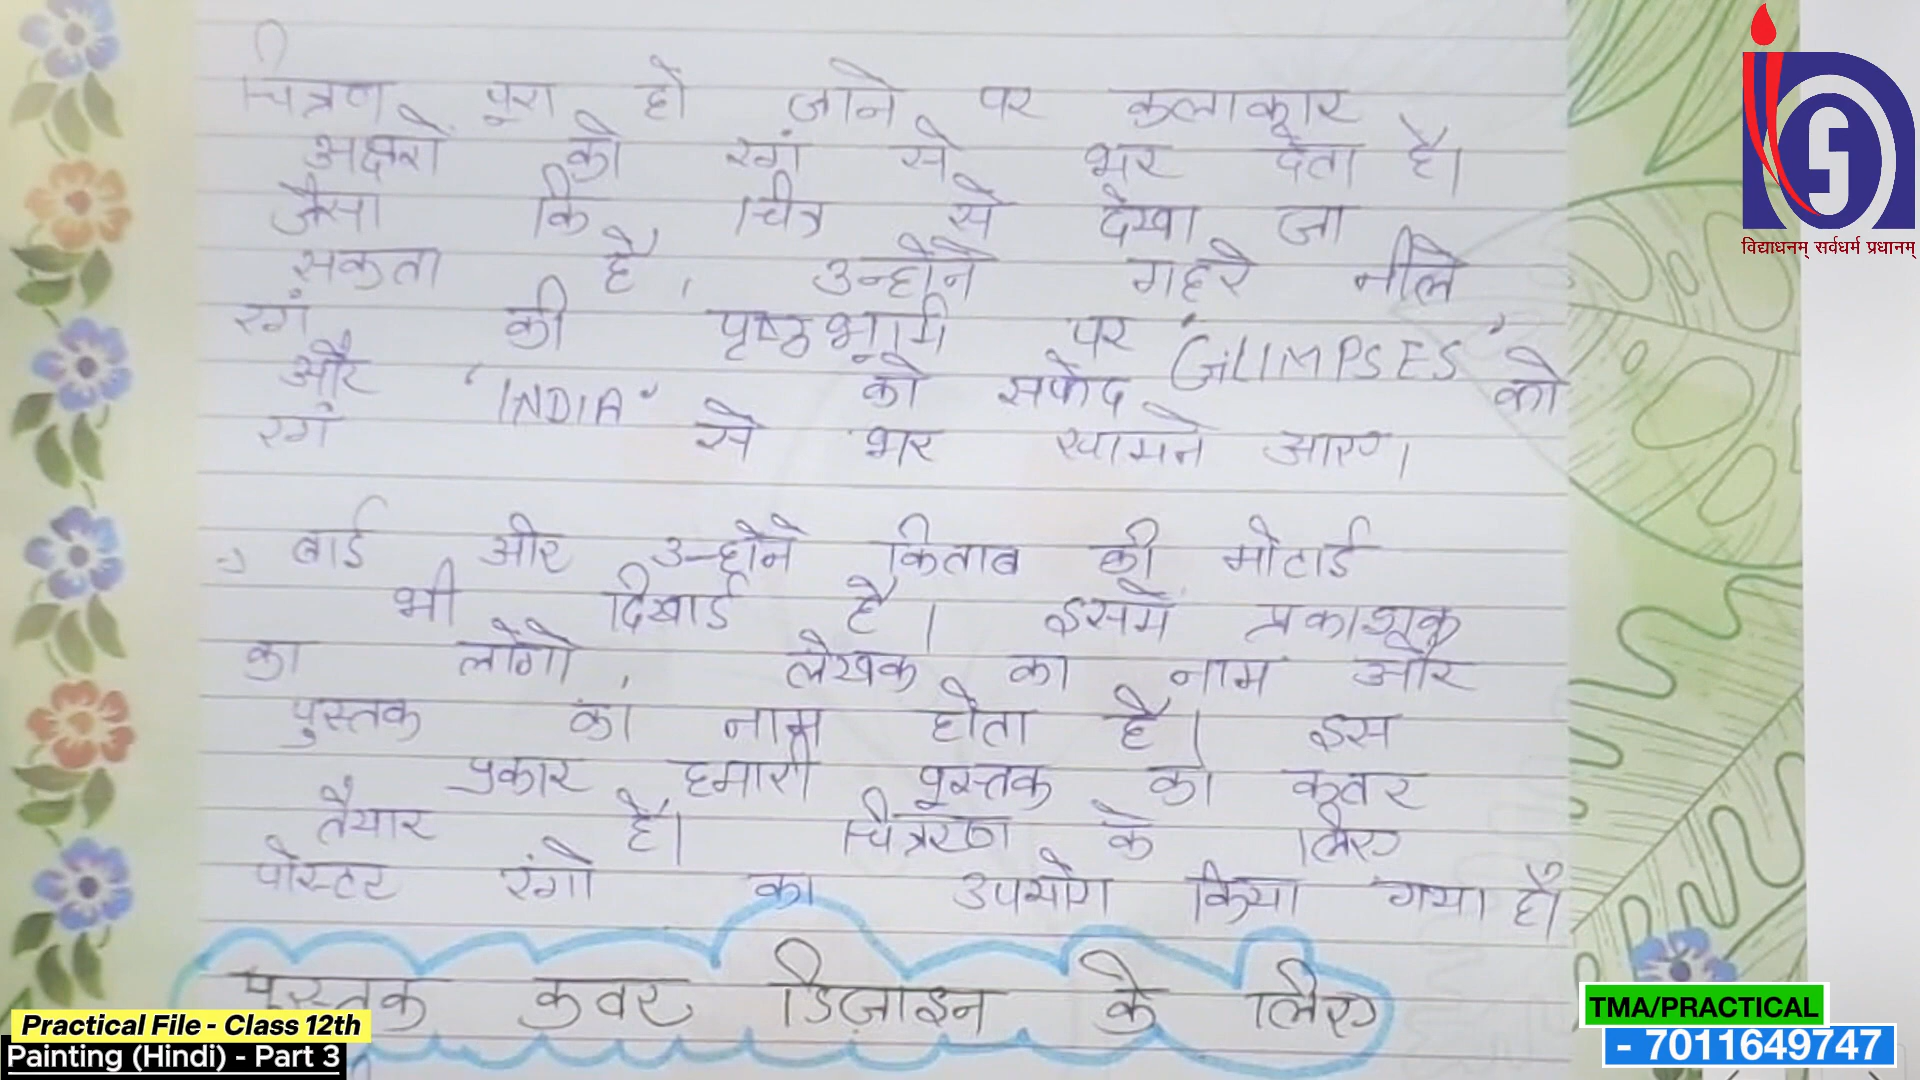 चित्रण पूरा हो जाने पर कलाकार
अक्षरो को रगं से भर देता है।
जैसा कि चित्र से देखा जा
सकता है, उन्होने गहरे नीले
रगं की पृष्ठभूमि पर 'GLIMPSES' को
और 'INDIA' को सफेद
रगं से भर सामने आए।
बाई और उन्होने किताब की मोटाई
भी दिखाई है। इसमें प्रकाशक
का लोगो, लेखक का नाम और
पुस्तक का नाम होता है। इस
प्रकार हमारी पुस्तक का कवर
तैयार है। चित्ररण के लिए
पोस्टर रंगो का उपयोग किया गया है।
पुस्तक कवर डिज़ाइन के लिए
विद्याधनम् सर्वधर्म प्रधानम्
Practical File - Class 12th
Painting (Hindi) - Part 3
TMA/PRACTICAL
- 7011649747